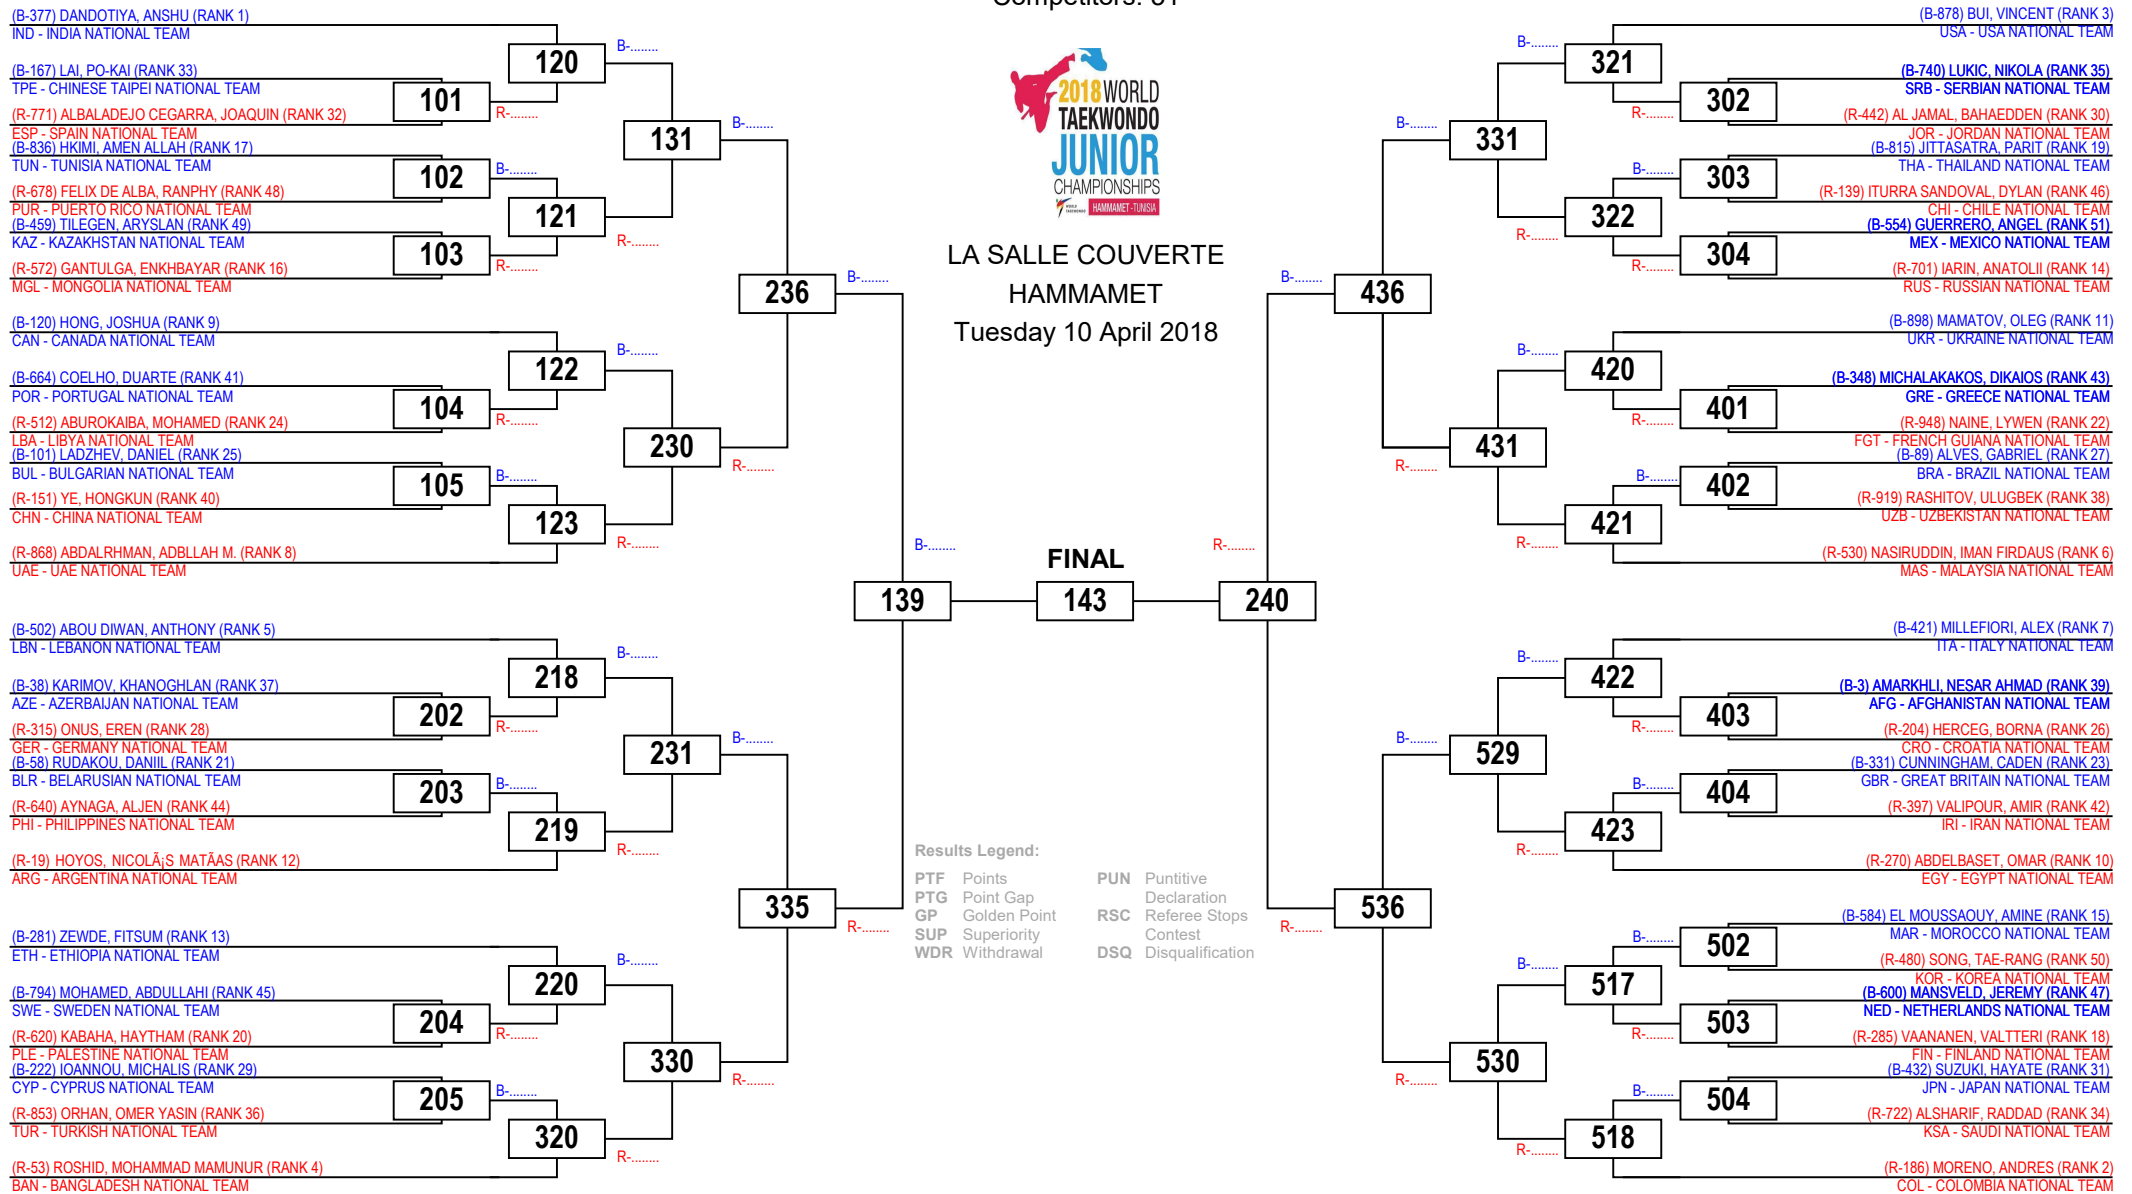 Competitors: 51
2018 WORLD
TAEKWONDO
JUNIOR
CHAMPIONSHIPS
HAMMAMET - TUNISIA
LA SALLE COUVERTE
HAMMAMET
Tuesday 10 April 2018
(B-377) DANDOTIYA, ANSHU (RANK 1)
IND - INDIA NATIONAL TEAM
120
B-........
(B-167) LAI, PO-KAI (RANK 33)
TPE - CHINESE TAIPEI NATIONAL TEAM
101
R-........
(R-771) ALBALADEJO CEGARRA, JOAQUIN (RANK 32)
ESP - SPAIN NATIONAL TEAM
131
B-........
(B-836) HKIMI, AMEN ALLAH (RANK 17)
TUN - TUNISIA NATIONAL TEAM
102
B-........
(R-678) FELIX DE ALBA, RANPHY (RANK 48)
PUR - PUERTO RICO NATIONAL TEAM
121
R-........
(B-459) TILEGEN, ARYSLAN (RANK 49)
KAZ - KAZAKHSTAN NATIONAL TEAM
103
R-........
(R-572) GANTULGA, ENKHBAYAR (RANK 16)
MGL - MONGOLIA NATIONAL TEAM
236
B-........
(B-120) HONG, JOSHUA (RANK 9)
CAN - CANADA NATIONAL TEAM
122
B-........
(B-664) COELHO, DUARTE (RANK 41)
POR - PORTUGAL NATIONAL TEAM
104
R-........
(R-512) ABUROKAIBA, MOHAMED (RANK 24)
LBA - LIBYA NATIONAL TEAM
230
R-........
(B-101) LADZHEV, DANIEL (RANK 25)
BUL - BULGARIAN NATIONAL TEAM
105
B-........
(R-151) YE, HONGKUN (RANK 40)
CHN - CHINA NATIONAL TEAM
123
R-........
(R-868) ABDALRHMAN, ADBLLAH M. (RANK 8)
UAE - UAE NATIONAL TEAM
B-........
139
FINAL
143
R-........
240
(B-502) ABOU DIWAN, ANTHONY (RANK 5)
LBN - LEBANON NATIONAL TEAM
218
B-........
(B-38) KARIMOV, KHANOGHLAN (RANK 37)
AZE - AZERBAIJAN NATIONAL TEAM
202
R-........
(R-315) ONUS, EREN (RANK 28)
GER - GERMANY NATIONAL TEAM
231
B-........
(B-58) RUDAKOU, DANIIL (RANK 21)
BLR - BELARUSIAN NATIONAL TEAM
203
B-........
(R-640) AYNAGA, ALJEN (RANK 44)
PHI - PHILIPPINES NATIONAL TEAM
219
R-........
(R-19) HOYOS, NICOLÃ¡S MATÃAS (RANK 12)
ARG - ARGENTINA NATIONAL TEAM
335
R-........
(B-281) ZEWDE, FITSUM (RANK 13)
ETH - ETHIOPIA NATIONAL TEAM
220
B-........
(B-794) MOHAMED, ABDULLAHI (RANK 45)
SWE - SWEDEN NATIONAL TEAM
204
R-........
(R-620) KABAHA, HAYTHAM (RANK 20)
PLE - PALESTINE NATIONAL TEAM
330
R-........
(B-222) IOANNOU, MICHALIS (RANK 29)
CYP - CYPRUS NATIONAL TEAM
205
B-........
(R-853) ORHAN, OMER YASIN (RANK 36)
TUR - TURKISH NATIONAL TEAM
320
R-........
(R-53) ROSHID, MOHAMMAD MAMUNUR (RANK 4)
BAN - BANGLADESH NATIONAL TEAM
Results Legend:
PTF Points
PTG Point Gap
GP Golden Point
SUP Superiority
WDR Withdrawal
PUN Puntitive
Declaration
RSC Referee Stops
Contest
DSQ Disqualification
(B-878) BUI, VINCENT (RANK 3)
USA - USA NATIONAL TEAM
B-........
321
(B-740) LUKIC, NIKOLA (RANK 35)
SRB - SERBIAN NATIONAL TEAM
R-........
302
(R-442) AL JAMAL, BAHAEDDEN (RANK 30)
JOR - JORDAN NATIONAL TEAM
B-........
331
(B-815) JITTASATRA, PARIT (RANK 19)
THA - THAILAND NATIONAL TEAM
B-........
303
(R-139) ITURRA SANDOVAL, DYLAN (RANK 46)
CHI - CHILE NATIONAL TEAM
R-........
322
(B-554) GUERRERO, ANGEL (RANK 51)
MEX - MEXICO NATIONAL TEAM
R-........
304
(R-701) IARIN, ANATOLII (RANK 14)
RUS - RUSSIAN NATIONAL TEAM
B-........
436
(B-898) MAMATOV, OLEG (RANK 11)
UKR - UKRAINE NATIONAL TEAM
B-........
420
(B-348) MICHALAKAKOS, DIKAIOS (RANK 43)
GRE - GREECE NATIONAL TEAM
R-........
401
(R-948) NAINE, LYWEN (RANK 22)
FGT - FRENCH GUIANA NATIONAL TEAM
R-........
431
(B-89) ALVES, GABRIEL (RANK 27)
BRA - BRAZIL NATIONAL TEAM
B-........
402
(R-919) RASHITOV, ULUGBEK (RANK 38)
UZB - UZBEKISTAN NATIONAL TEAM
R-........
421
(R-530) NASIRUDDIN, IMAN FIRDAUS (RANK 6)
MAS - MALAYSIA NATIONAL TEAM
(B-421) MILLEFIORI, ALEX (RANK 7)
ITA - ITALY NATIONAL TEAM
B-........
422
(B-3) AMARKHLI, NESAR AHMAD (RANK 39)
AFG - AFGHANISTAN NATIONAL TEAM
R-........
403
(R-204) HERCEG, BORNA (RANK 26)
CRO - CROATIA NATIONAL TEAM
B-........
529
(B-331) CUNNINGHAM, CADEN (RANK 23)
GBR - GREAT BRITAIN NATIONAL TEAM
B-........
404
(R-397) VALIPOUR, AMIR (RANK 42)
IRI - IRAN NATIONAL TEAM
R-........
423
(R-270) ABDELBASET, OMAR (RANK 10)
EGY - EGYPT NATIONAL TEAM
R-........
536
(B-584) EL MOUSSAOUY, AMINE (RANK 15)
MAR - MOROCCO NATIONAL TEAM
B-........
502
(R-480) SONG, TAE-RANG (RANK 50)
KOR - KOREA NATIONAL TEAM
B-........
517
(B-600) MANSVELD, JEREMY (RANK 47)
NED - NETHERLANDS NATIONAL TEAM
R-........
503
(R-285) VAANANEN, VALTTERI (RANK 18)
FIN - FINLAND NATIONAL TEAM
R-........
530
(B-432) SUZUKI, HAYATE (RANK 31)
JPN - JAPAN NATIONAL TEAM
B-........
504
(R-722) ALSHARIF, RADDAD (RANK 34)
KSA - SAUDI NATIONAL TEAM
R-........
518
(R-186) MORENO, ANDRES (RANK 2)
COL - COLOMBIA NATIONAL TEAM